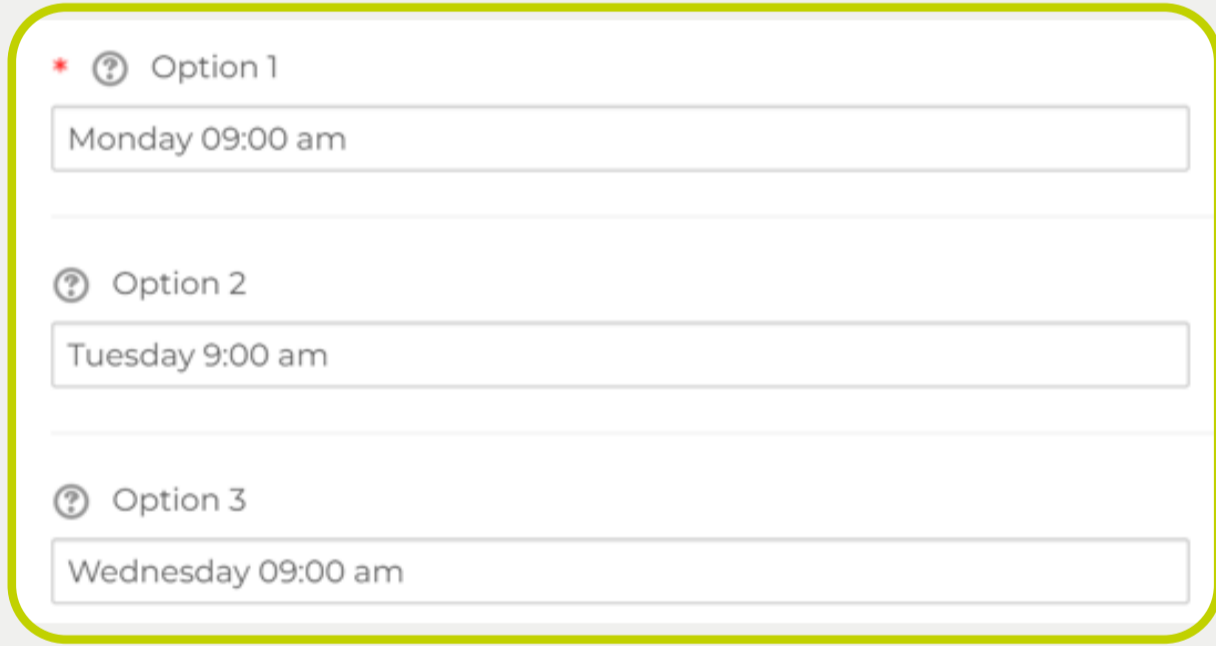 * ? Option 1
Monday 09:00 am
? Option 2
Tuesday 9:00 am
? Option 3
Wednesday 09:00 am